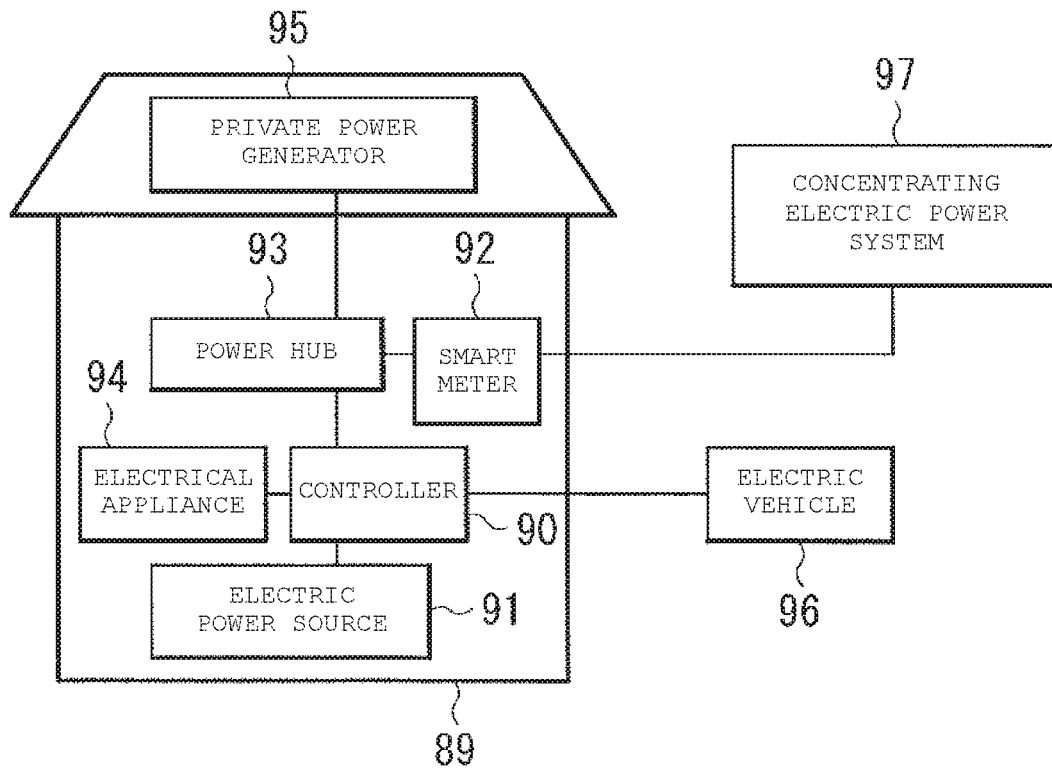 95
PRIVATE POWER
GENERATOR
97
CONCENTRATING
ELECTRIC POWER
SYSTEM
93
92
POWER HUB
SMART
METER
94
ELECTRICAL
APPLIANCE
CONTROLLER
90
ELECTRIC
VEHICLE
96
ELECTRIC
POWER SOURCE
91
89